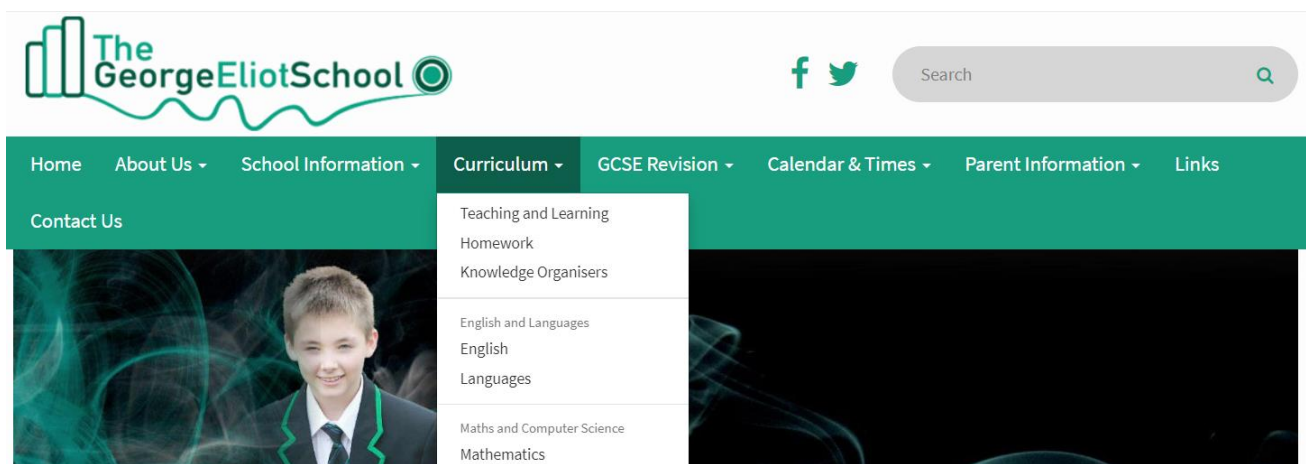 The
GeorgeEliotSchool
Search
Home About Us School Information Curriculum GCSE Revision Calendar & Times Parent Information Links
Contact Us
Teaching and Learning
Homework
Knowledge Organisers
English and Languages
English
Languages
Maths and Computer Science
Mathematics